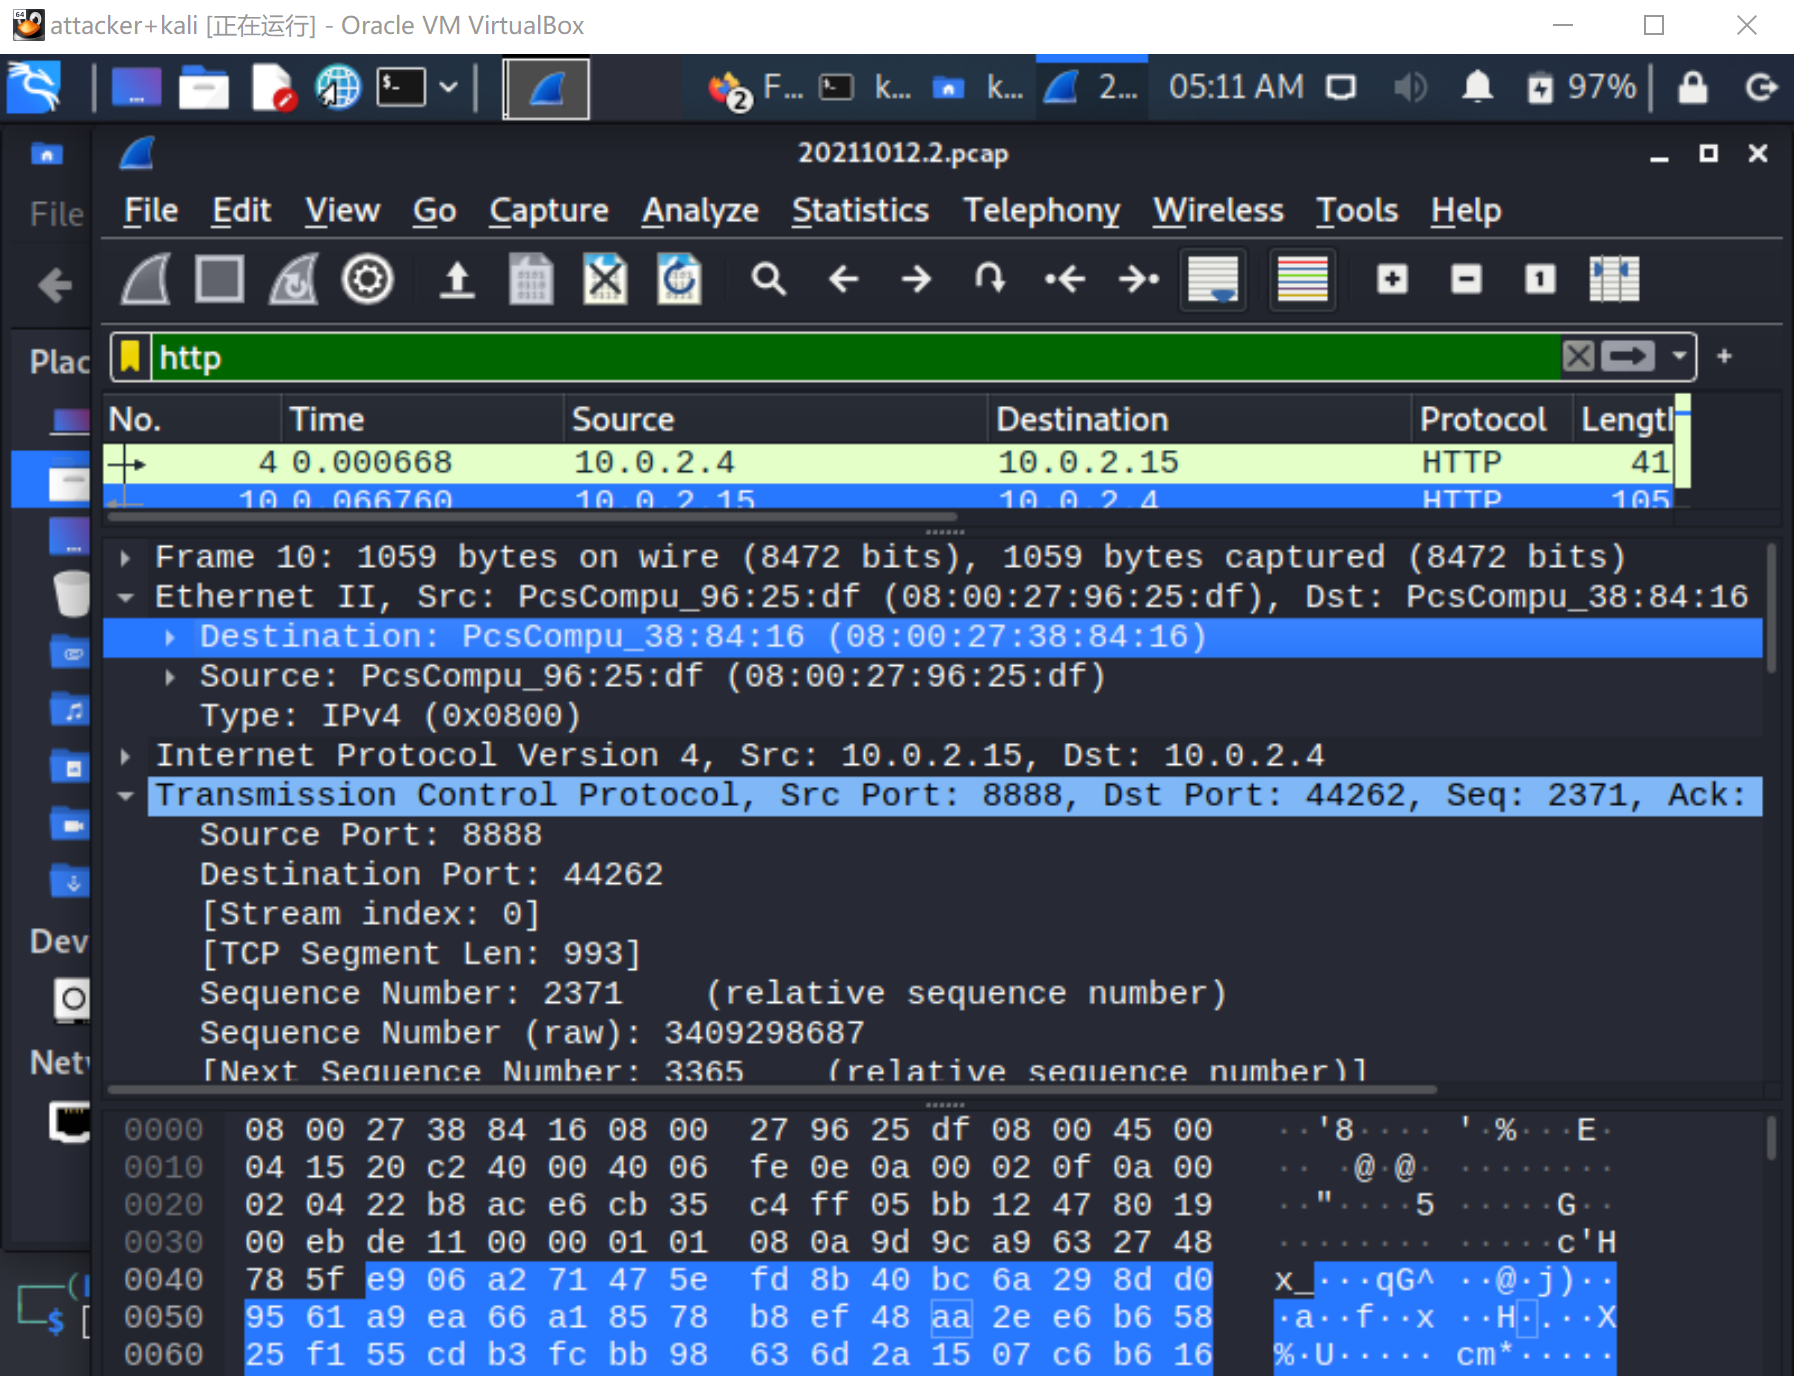 attacker+kali [正在运行] - Oracle VM VirtualBox
F... k... k... 2... 05:11 AM 97%
20211012.2.pcap
File
File Edit View Go Capture Analyze Statistics Telephony Wireless Tools Help
Plac
http
No. Time Source Destination Protocol Lengtl
4 0.000668 10.0.2.4 10.0.2.15 HTTP 41
10 0.066760 10.0.2.15 10.0.2.4 HTTP 105
Frame 10: 1059 bytes on wire (8472 bits), 1059 bytes captured (8472 bits)
Ethernet II, Src: PcsCompu_96:25:df (08:00:27:96:25:df), Dst: PcsCompu_38:84:16
Destination: PcsCompu_38:84:16 (08:00:27:38:84:16)
Source: PcsCompu_96:25:df (08:00:27:96:25:df)
Type: IPv4 (0x0800)
Internet Protocol Version 4, Src: 10.0.2.15, Dst: 10.0.2.4
Transmission Control Protocol, Src Port: 8888, Dst Port: 44262, Seq: 2371, Ack:
Source Port: 8888
Destination Port: 44262
[Stream index: 0]
Dev
[TCP Segment Len: 993]
Sequence Number: 2371 (relative sequence number)
Sequence Number (raw): 3409298687
Net
[Next Sequence Number: 3365 (relative sequence number)]
0000 08 00 27 38 84 16 08 00 27 96 25 df 08 00 45 00 ··'8···· '·%···E·
0010 04 15 20 c2 40 00 40 06 fe 0e 0a 00 02 0f 0a 00 ·· ·@·@· ········
0020 02 04 22 b8 ac e6 cb 35 c4 ff 05 bb 12 47 80 19 ··"····5 ·····G··
0030 00 eb de 11 00 00 01 01 08 0a 9d 9c a9 63 27 48 ········ ·····c'H
0040 78 5f e9 06 a2 71 47 5e fd 8b 40 bc 6a 29 8d d0 x_···qG^ ··@·j)··
0050 95 61 a9 ea 66 a1 85 78 b8 ef 48 aa 2e e6 b6 58 ·a··f··x ··H·.··X
0060 25 f1 55 cd b3 fc bb 98 63 6d 2a 15 07 c6 b6 16 %·U····· cm*·····